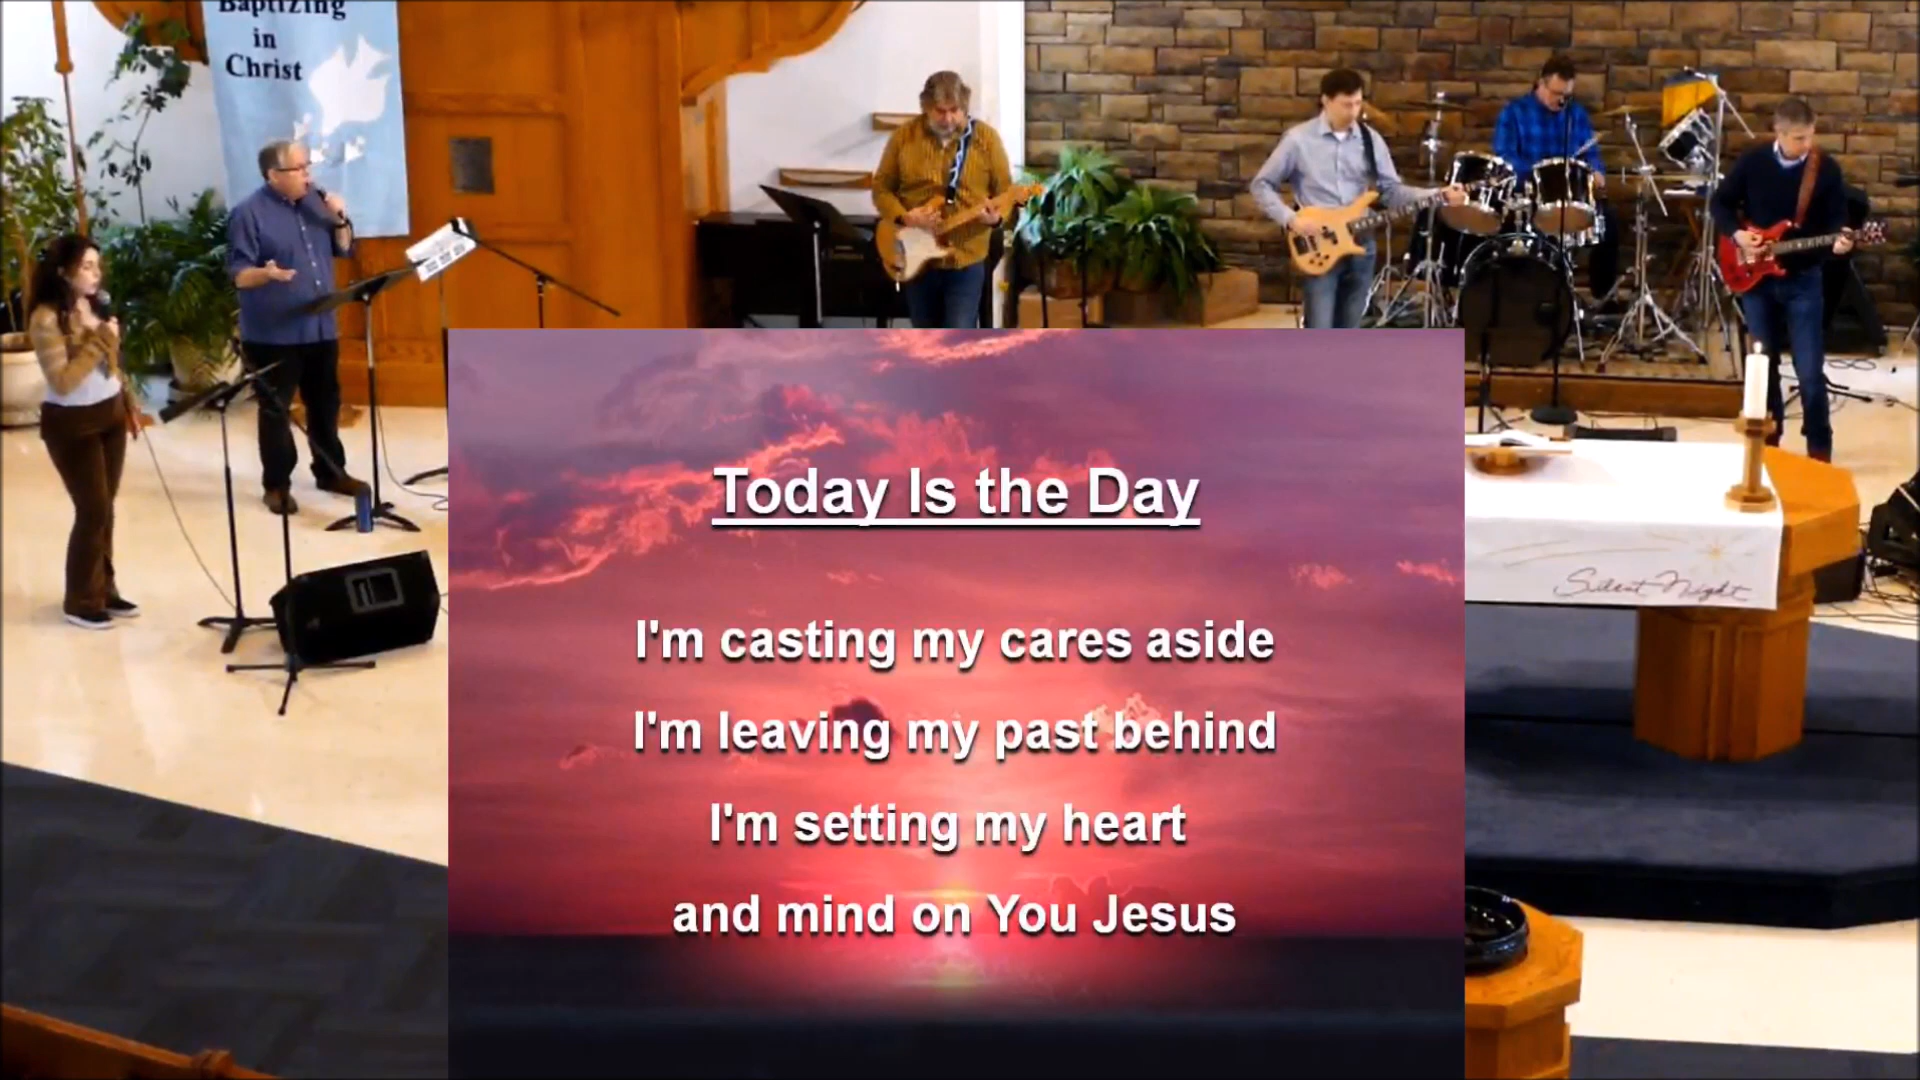 Baptizing
in
Christ
Today Is the Day
I'm casting my cares aside
I'm leaving my past behind
I'm setting my heart
and mind on You Jesus
Silent Night